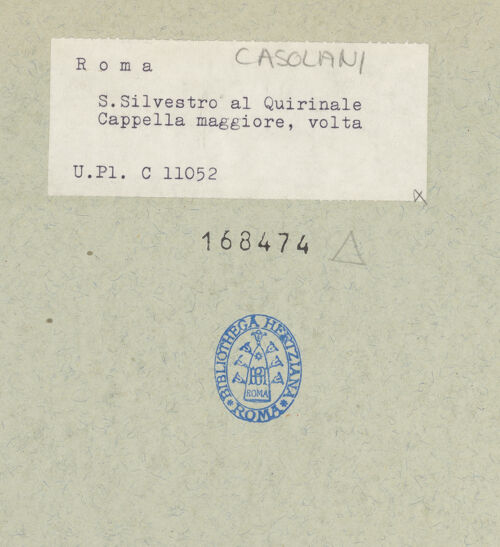 Roma CASOLANI
S.Silvestro al Quirinale
Cappella maggiore, volta
U.Pl. C 11052
x
168474
BIBLIOTHECA HERTZIANA
ROMA
* ROMA *